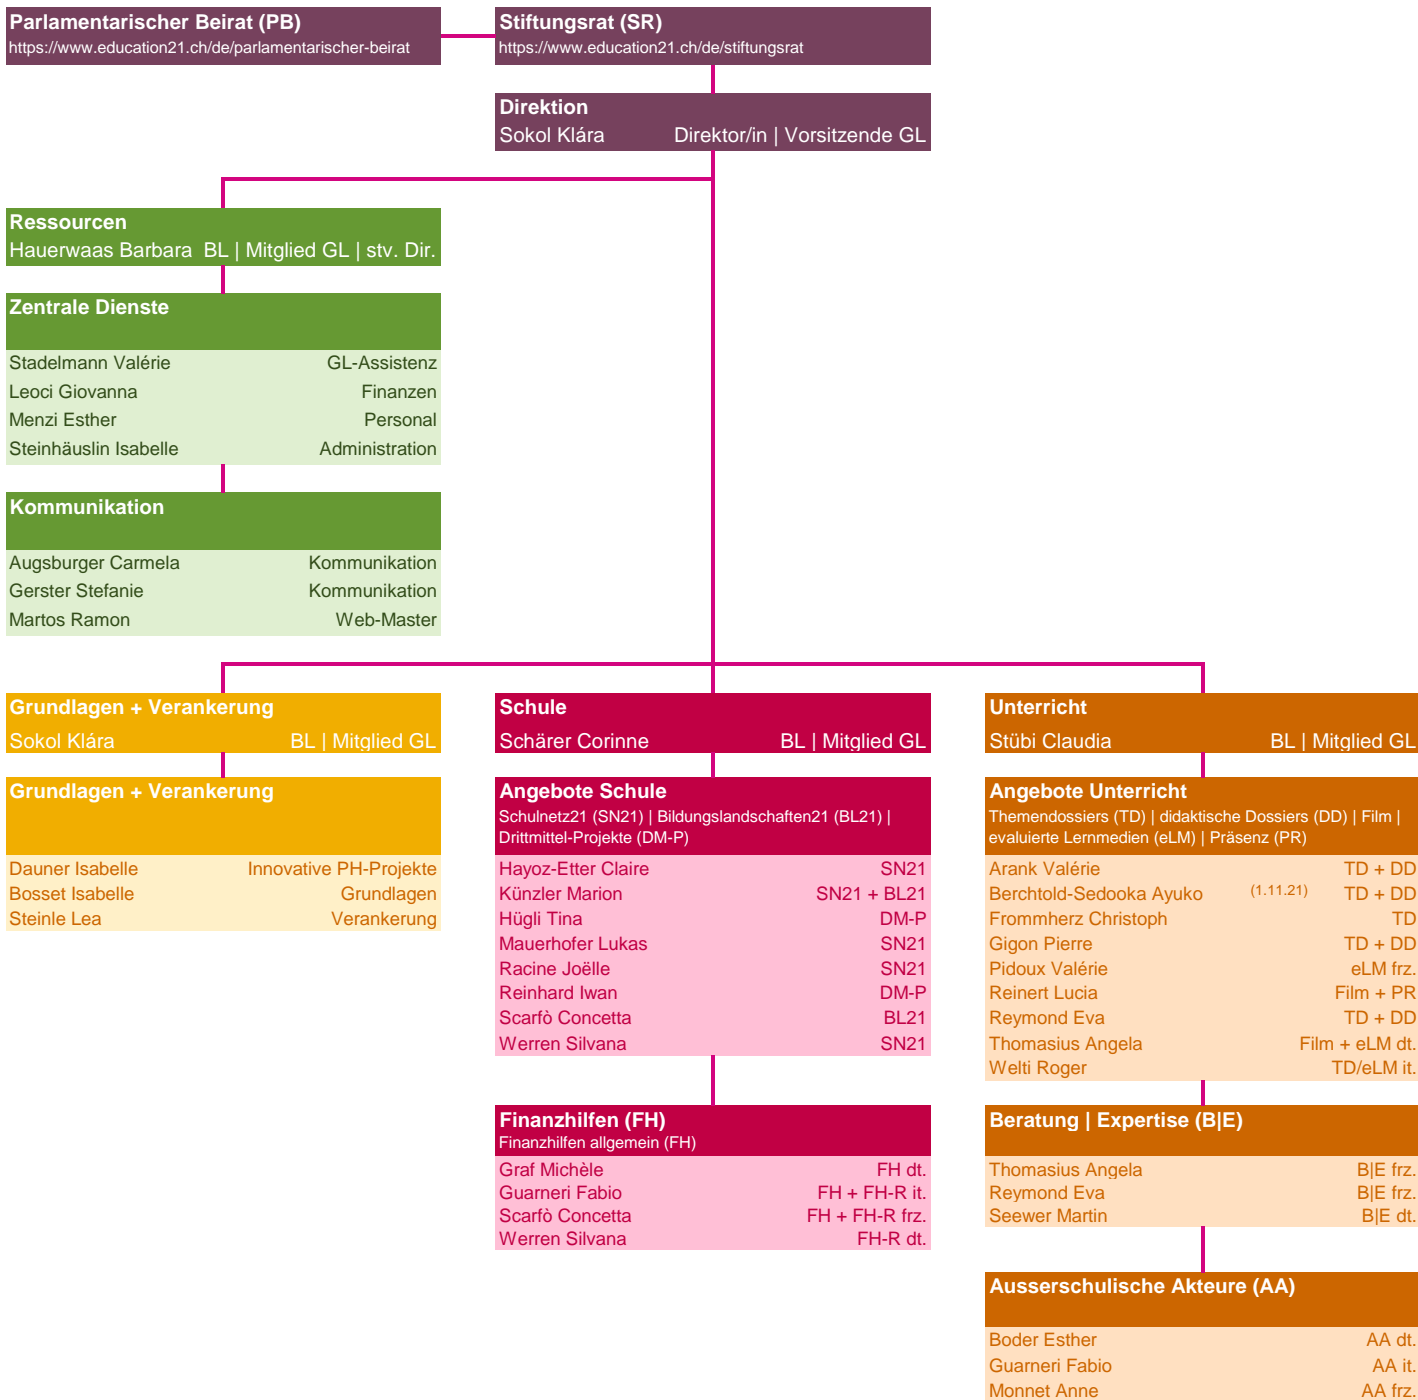 Parlamentarischer Beirat (PB)
https://www.education21.ch/de/parlamentarischer-beirat
Stiftungsrat (SR)
https://www.education21.ch/de/stiftungsrat
Direktion
Sokol Klára Direktor/in | Vorsitzende GL
Ressourcen
Hauerwaas Barbara BL | Mitglied GL | stv. Dir.
Zentrale Dienste
Stadelmann Valérie GL-Assistenz
Leoci Giovanna Finanzen
Menzi Esther Personal
Steinhäuslin Isabelle Administration
Kommunikation
Augsburger Carmela Kommunikation
Gerster Stefanie Kommunikation
Martos Ramon Web-Master
Grundlagen + Verankerung
Sokol Klára BL | Mitglied GL
Grundlagen + Verankerung
Dauner Isabelle Innovative PH-Projekte
Bosset Isabelle Grundlagen
Steinle Lea Verankerung
Schule
Schärer Corinne BL | Mitglied GL
Angebote Schule
Schulnetz21 (SN21) | Bildungslandschaften21 (BL21) |
Drittmittel-Projekte (DM-P)
Hayoz-Etter Claire SN21
Künzler Marion SN21 + BL21
Hügli Tina DM-P
Mauerhofer Lukas SN21
Racine Joëlle SN21
Reinhard Iwan DM-P
Scarfò Concetta BL21
Werren Silvana SN21
Finanzhilfen (FH)
Finanzhilfen allgemein (FH)
Graf Michèle FH dt.
Guarneri Fabio FH + FH-R it.
Scarfò Concetta FH + FH-R frz.
Werren Silvana FH-R dt.
Unterricht
Stübi Claudia BL | Mitglied GL
Angebote Unterricht
Themendossiers (TD) | didaktische Dossiers (DD) | Film |
evaluierte Lernmedien (eLM) | Präsenz (PR)
Arank Valérie TD + DD
Berchtold-Sedooka Ayuko (1.11.21) TD + DD
Frommherz Christoph TD
Gigon Pierre TD + DD
Pidoux Valérie eLM frz.
Reinert Lucia Film + PR
Reymond Eva TD + DD
Thomasius Angela Film + eLM dt.
Welti Roger TD/eLM it.
Beratung | Expertise (B|E)
Thomasius Angela B|E frz.
Reymond Eva B|E frz.
Seewer Martin B|E dt.
Ausserschulische Akteure (AA)
Boder Esther AA dt.
Guarneri Fabio AA it.
Monnet Anne AA frz.